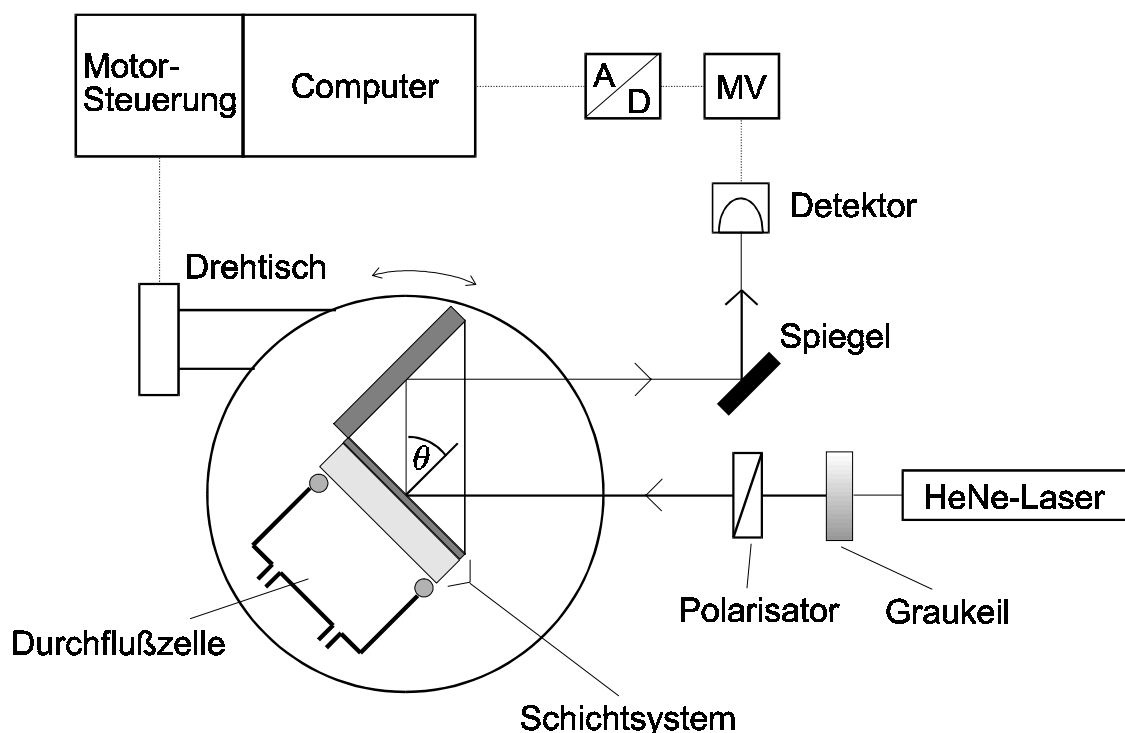 Motor-
Steuerung
Computer
A
D
MV
Detektor
Drehtisch
Spiegel
θ
HeNe-Laser
Polarisator
Graukeil
Durchflußzelle
Schichtsystem